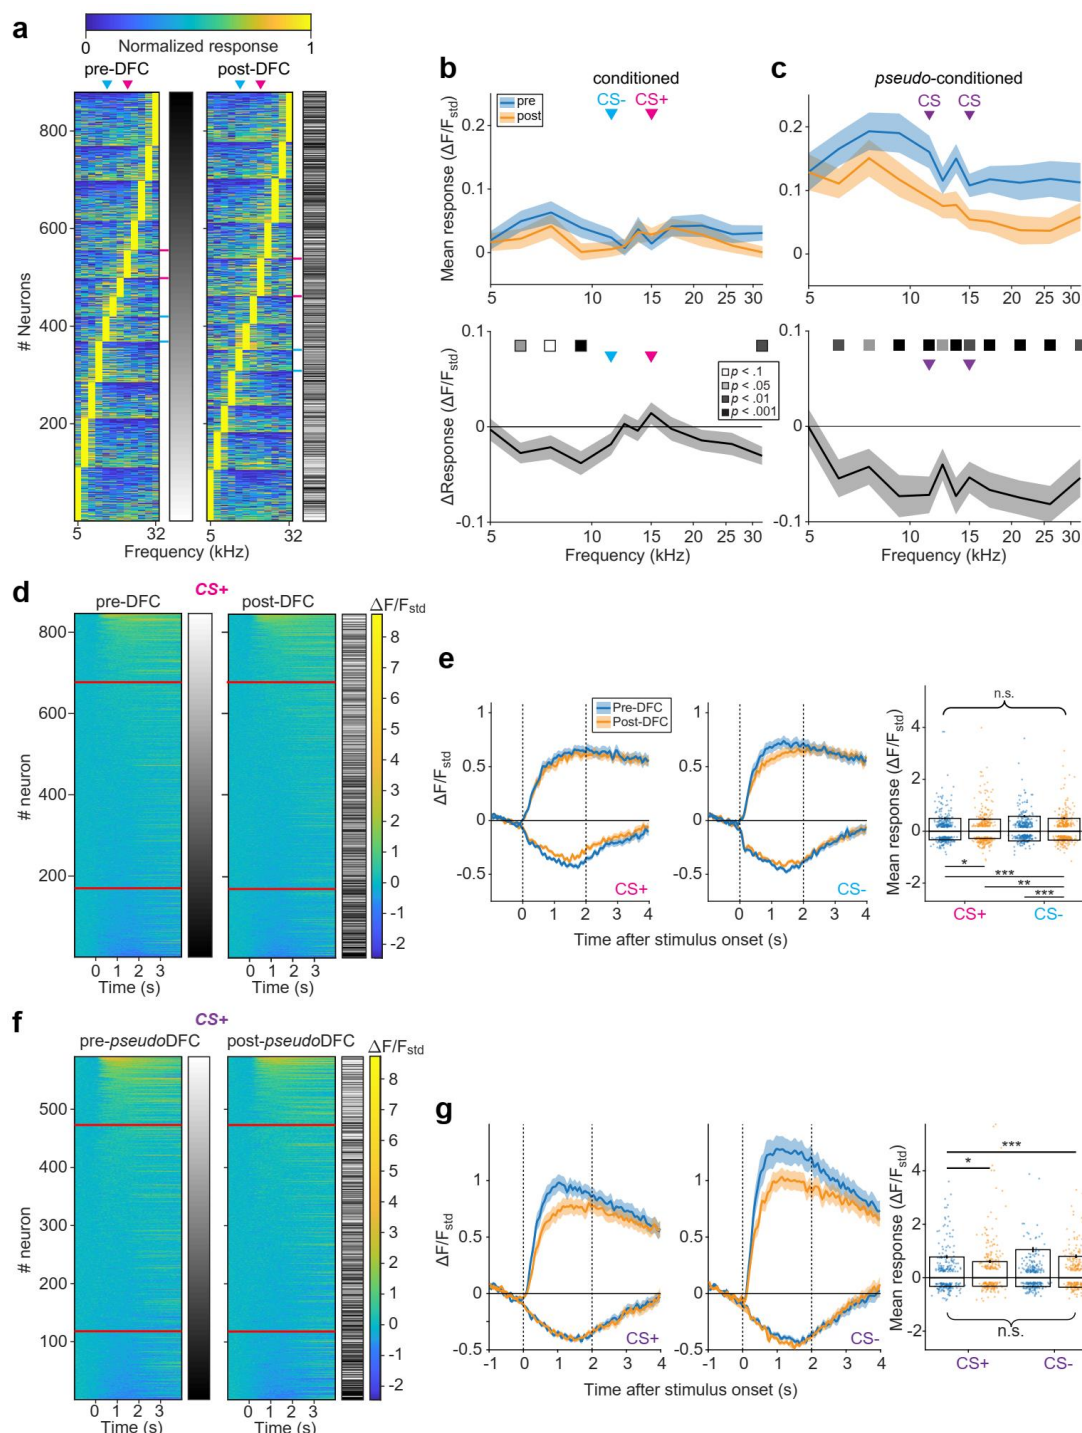 a
0
Normalized response
1
pre-DFC
post-DFC
# Neurons
800
600
400
200
5
32
5
32
Frequency (kHz)
b
conditioned
CS-
CS+
pre
post
Mean response (ΔF/Fstd)
0.2
0.1
0
5
10
15
20
25
30
ΔResponse (ΔF/Fstd)
0.1
0
-0.1
p < .1
p < .05
p < .01
p < .001
5
10
15
20
25
30
Frequency (kHz)
c
pseudo-conditioned
CS
CS
0.2
0.1
0
5
10
15
20
25
30
0.1
0
-0.1
5
10
15
20
25
30
Frequency (kHz)
d
CS+
pre-DFC
post-DFC
ΔF/Fstd
# neuron
800
600
400
200
0
1
2
3
Time (s)
0
1
2
3
Time (s)
8
7
6
5
4
3
2
1
0
-1
-2
e
Pre-DFC
Post-DFC
ΔF/Fstd
1
0.5
0
-0.5
CS+
0
1
2
3
4
1
0.5
0
-0.5
CS-
0
1
2
3
4
Time after stimulus onset (s)
Mean response (ΔF/Fstd)
4
2
0
-2
n.s.
*
***
**
***
CS+
CS-
f
CS+
pre-pseudoDFC
post-pseudoDFC
ΔF/Fstd
# neuron
500
400
300
200
100
0
1
2
3
Time (s)
0
1
2
3
Time (s)
8
7
6
5
4
3
2
1
0
-1
-2
g
ΔF/Fstd
1
0.5
0
-0.5
CS+
-1
0
1
2
3
4
1
0.5
0
-0.5
CS-
-1
0
1
2
3
4
Time after stimulus onset (s)
Mean response (ΔF/Fstd)
4
2
0
-2
***
*
n.s.
CS+
CS-